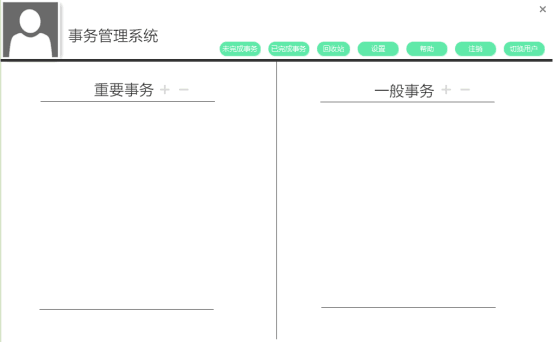 事务管理系统
未完成事务 已完成事务 回收站 设置 帮助 注销 切换用户
重要事务 + −
一般事务 + −